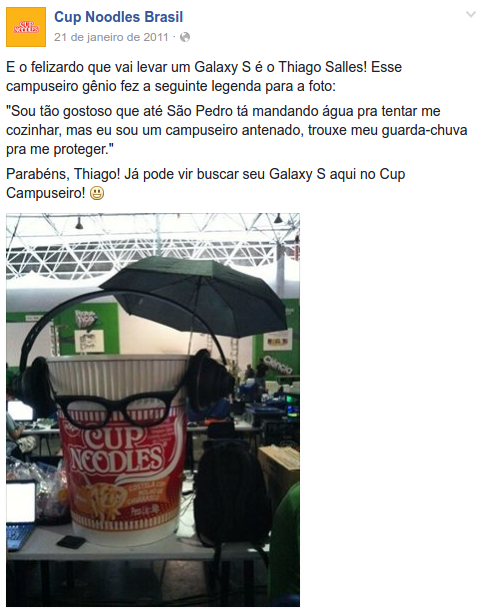 Cup Noodles Brasil
21 de janeiro de 2011 ·
E o felizardo que vai levar um Galaxy S é o Thiago Salles! Esse
campuseiro gênio fez a seguinte legenda para a foto:
"Sou tão gostoso que até São Pedro tá mandando água pra tentar me
cozinhar, mas eu sou um campuseiro antenado, trouxe meu guarda-chuva
pra me proteger."
Parabéns, Thiago! Já pode vir buscar seu Galaxy S aqui no Cup
Campuseiro! 😃
Ciência
CUP
NOODLES